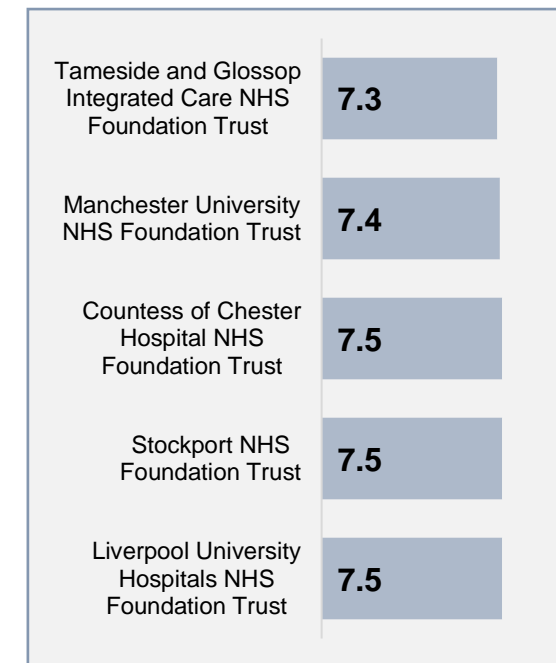 Tameside and Glossop
Integrated Care NHS
Foundation Trust
7.3
Manchester University
NHS Foundation Trust
7.4
Countess of Chester
Hospital NHS
Foundation Trust
7.5
Stockport NHS
Foundation Trust
7.5
Liverpool University
Hospitals NHS
Foundation Trust
7.5